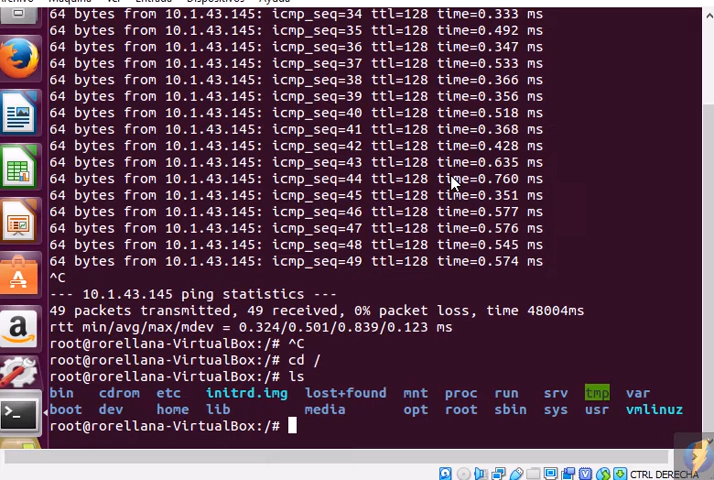 Archivo Máquina Ver Entrada Dispositivos Ayuda
64 bytes from 10.1.43.145: icmp_seq=34 ttl=128 time=0.333 ms
64 bytes from 10.1.43.145: icmp_seq=35 ttl=128 time=0.492 ms
64 bytes from 10.1.43.145: icmp_seq=36 ttl=128 time=0.347 ms
64 bytes from 10.1.43.145: icmp_seq=37 ttl=128 time=0.533 ms
64 bytes from 10.1.43.145: icmp_seq=38 ttl=128 time=0.366 ms
64 bytes from 10.1.43.145: icmp_seq=39 ttl=128 time=0.356 ms
64 bytes from 10.1.43.145: icmp_seq=40 ttl=128 time=0.518 ms
64 bytes from 10.1.43.145: icmp_seq=41 ttl=128 time=0.368 ms
64 bytes from 10.1.43.145: icmp_seq=42 ttl=128 time=0.428 ms
64 bytes from 10.1.43.145: icmp_seq=43 ttl=128 time=0.635 ms
64 bytes from 10.1.43.145: icmp_seq=44 ttl=128 time=0.760 ms
64 bytes from 10.1.43.145: icmp_seq=45 ttl=128 time=0.351 ms
64 bytes from 10.1.43.145: icmp_seq=46 ttl=128 time=0.577 ms
64 bytes from 10.1.43.145: icmp_seq=47 ttl=128 time=0.576 ms
64 bytes from 10.1.43.145: icmp_seq=48 ttl=128 time=0.545 ms
64 bytes from 10.1.43.145: icmp_seq=49 ttl=128 time=0.574 ms
^C
--- 10.1.43.145 ping statistics ---
49 packets transmitted, 49 received, 0% packet loss, time 48004ms
rtt min/avg/max/mdev = 0.324/0.501/0.839/0.123 ms
root@rorellana-VirtualBox:/# ^C
root@rorellana-VirtualBox:/# cd /
root@rorellana-VirtualBox:/# ls
bin cdrom etc initrd.img lost+found mnt proc run srv tmp var
boot dev home lib media opt root sbin sys usr vmlinuz
root@rorellana-VirtualBox:/#
CTRL DERECHA